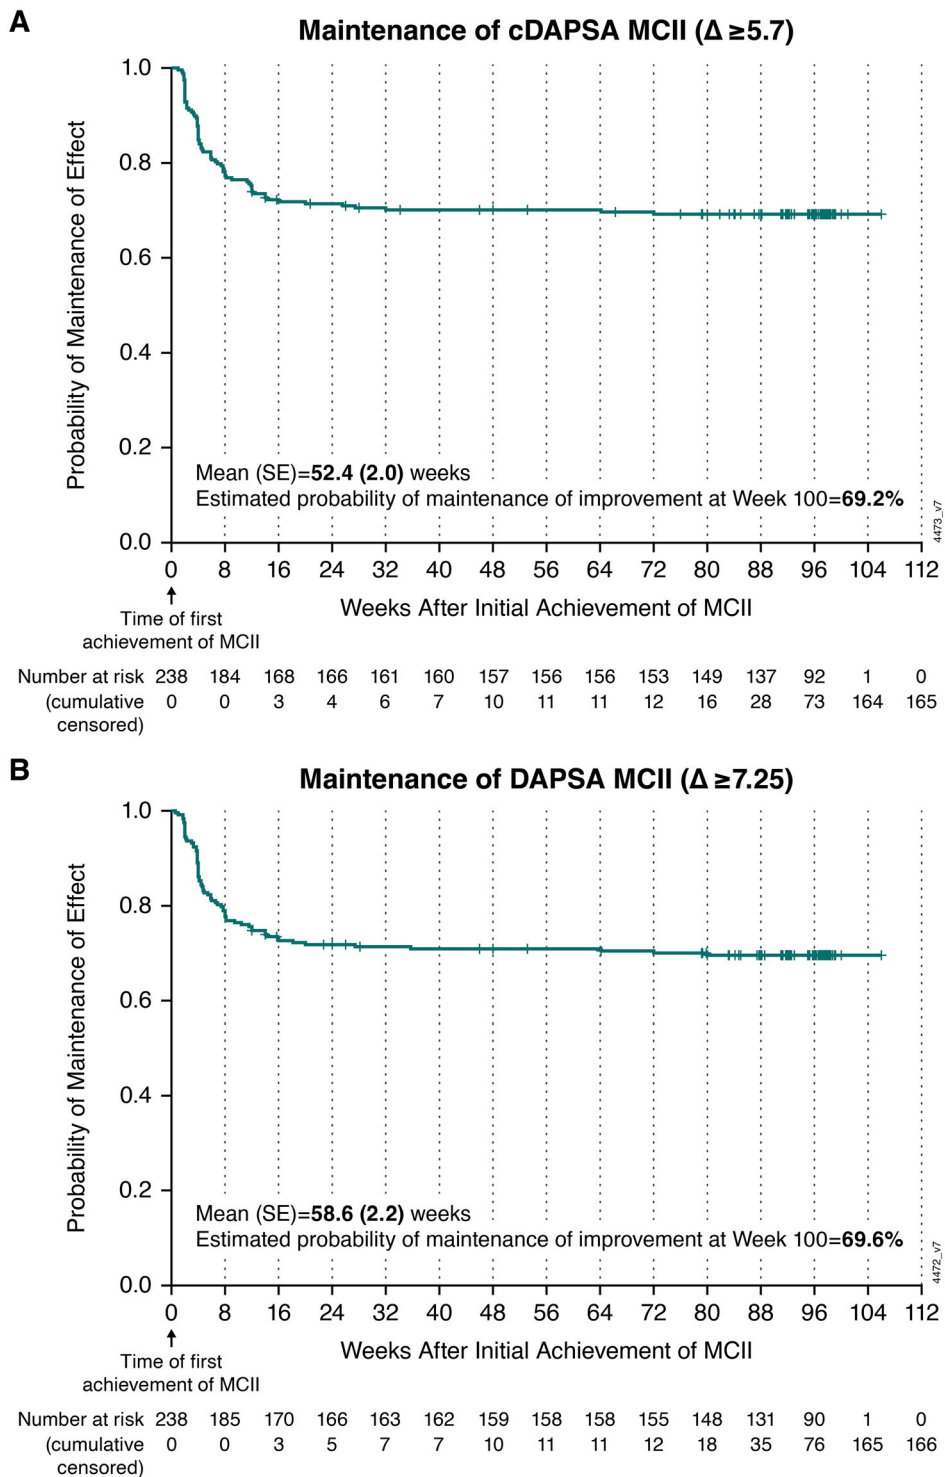 A
Maintenance of cDAPSA MCII (Δ ≥5.7)
Probability of Maintenance of Effect
1.0
0.8
0.6
0.4
0.2
0.0
Mean (SE)=52.4 (2.0) weeks
Estimated probability of maintenance of improvement at Week 100=69.2%
4473_v7
0 8 16 24 32 40 48 56 64 72 80 88 96 104 112
Time of first
achievement of MCII
Weeks After Initial Achievement of MCII
Number at risk 238 184 168 166 161 160 157 156 156 153 149 137 92 1 0
(cumulative 0 0 3 4 6 7 10 11 11 12 16 28 73 164 165
censored)
B
Maintenance of DAPSA MCII (Δ ≥7.25)
Probability of Maintenance of Effect
1.0
0.8
0.6
0.4
0.2
0.0
Mean (SE)=58.6 (2.2) weeks
Estimated probability of maintenance of improvement at Week 100=69.6%
4472_v7
0 8 16 24 32 40 48 56 64 72 80 88 96 104 112
Time of first
achievement of MCII
Weeks After Initial Achievement of MCII
Number at risk 238 185 170 166 163 162 159 158 158 155 148 131 90 1 0
(cumulative 0 0 3 5 7 7 10 11 11 12 18 35 76 165 166
censored)